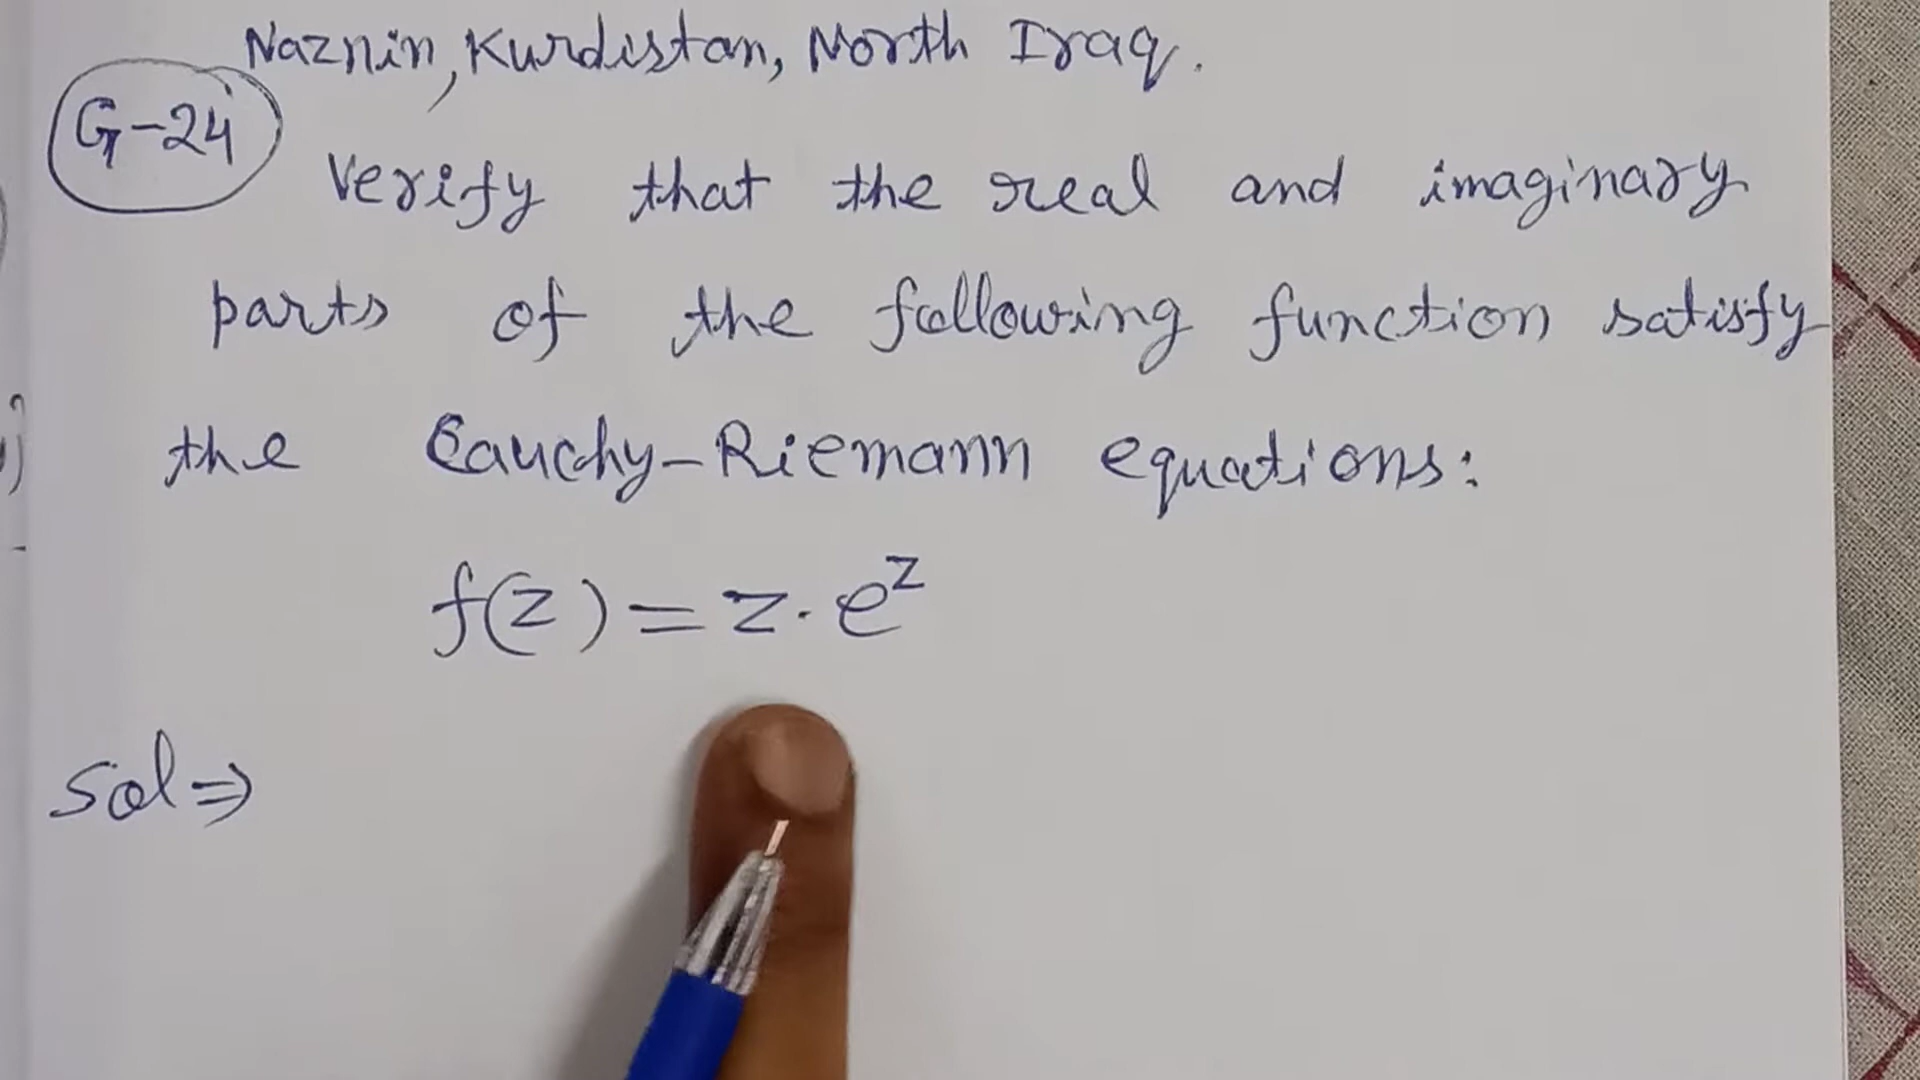 Naznin, Kurdistan, North Iraq.
G-24
Verify that the real and imaginary
parts of the following function satisfy
the Cauchy-Riemann equations:
f(z) = z. e^z
Sol ⇒